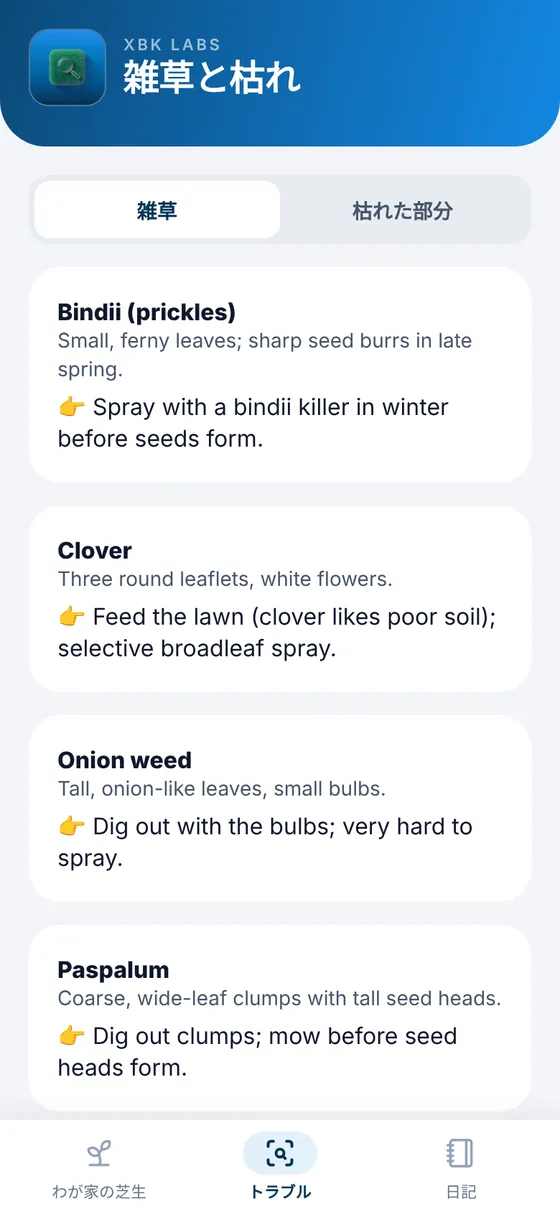 XBK LABS
雑草と枯れ
雑草
枯れた部分
Bindii (prickles)
Small, ferny leaves; sharp seed burrs in late
spring.
👉 Spray with a bindii killer in winter
before seeds form.
Clover
Three round leaflets, white flowers.
👉 Feed the lawn (clover likes poor soil);
selective broadleaf spray.
Onion weed
Tall, onion-like leaves, small bulbs.
👉 Dig out with the bulbs; very hard to
spray.
Paspalum
Coarse, wide-leaf clumps with tall seed heads.
👉 Dig out clumps; mow before seed
heads form.
わが家の芝生
トラブル
日記